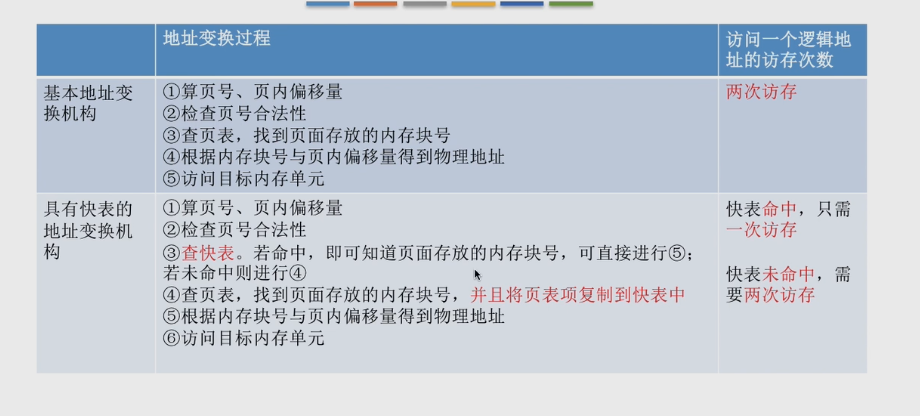 地址变换过程
访问一个逻辑地
址的访存次数
基本地址变
换机构
①算页号、页内偏移量
②检查页号合法性
③查页表，找到页面存放的内存块号
④根据内存块号与页内偏移量得到物理地址
⑤访问目标内存单元
两次访存
具有快表的
地址变换机
构
①算页号、页内偏移量
②检查页号合法性
③查快表。若命中，即可知道页面存放的内存块号，可直接进行⑤；
若未命中则进行④
④查页表，找到页面存放的内存块号，并且将页表项复制到快表中
⑤根据内存块号与页内偏移量得到物理地址
⑥访问目标内存单元
快表命中，只需
一次访存
快表未命中，需
要两次访存